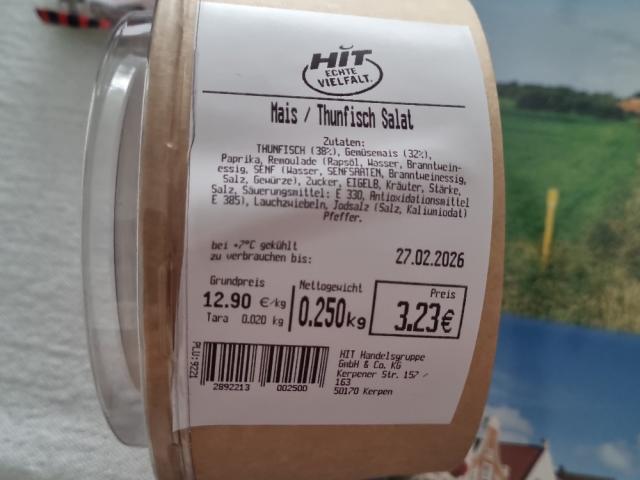 HIT
ECHTE
VIELFALT.
Mais / Thunfisch Salat
Zutaten:
THUNFISCH (38%), Gemüsemais (32%),
Paprika, Remoulade (Rapsöl, Wasser, Branntwein-
essig, SENF (Wasser, SENFSAATEN, Branntweinessig,
Salz, Gewürze), Zucker, EIGELB, Kräuter, Stärke,
Salz, Säuerungsmittel: E 330, Antioxidationsmittel
E 385), Lauchzwiebeln, Jodsalz (Salz, Kaliumiodat)
Pfeffer.
bei +7°C gekühlt
zu verbrauchen bis: 27.02.2026
Grundpreis Nettogewicht Preis
12.90 €/kg 0.250kg 3.23€
Tara 0.020 kg
PLU:9221
2892213 002500
HIT Handelsgruppe
GmbH & Co. KG
Kerpener Str. 157 /
163
50170 Kerpen